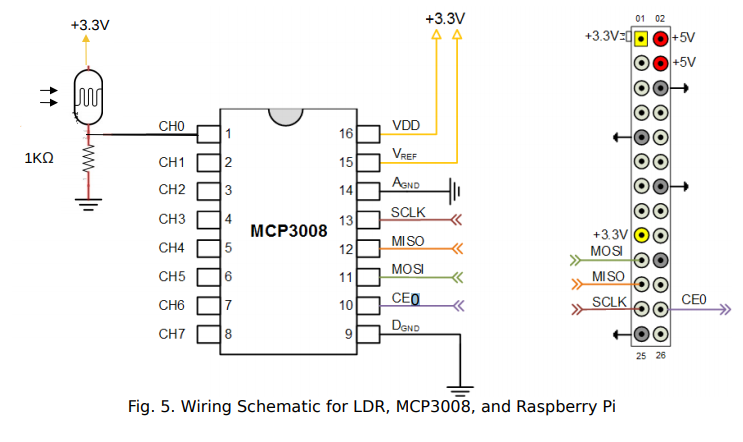 +3.3V
1KΩ
+3.3V
CH0 1
CH1 2
CH2 3
CH3 4
CH4 5
CH5 6
CH6 7
CH7 8
MCP3008
16 VDD
15 VREF
14 AGND
13 SCLK
12 MISO
11 MOSI
10 CE0
9 DGND
01 02
+3.3V +5V
+5V
+3.3V
MOSI
MISO
SCLK CE0
25 26
Fig. 5. Wiring Schematic for LDR, MCP3008, and Raspberry Pi